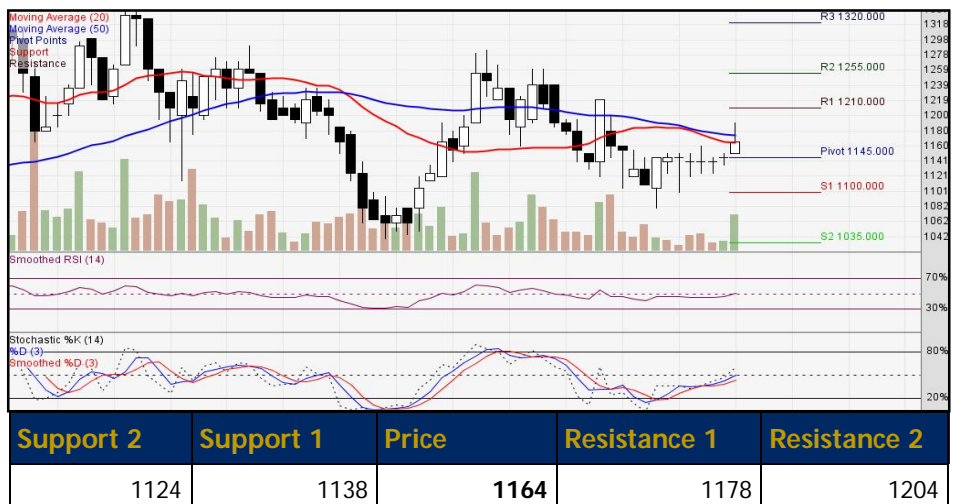 Moving Average (20)
Moving Average (50)
Pivot Points
Support
Resistance
R3 1320.000
R2 1255.000
R1 1210.000
Pivot 1145.000
S1 1100.000
S2 1035.000
1318
1298
1278
1259
1239
1219
1200
1180
1160
1141
1121
1101
1082
1062
1042
Smoothed RSI (14)
70%
30%
Stochastic %K (14)
%D (3)
Smoothed %D (3)
80%
20%
Support 2 Support 1 Price Resistance 1 Resistance 2
1124 1138 1164 1178 1204